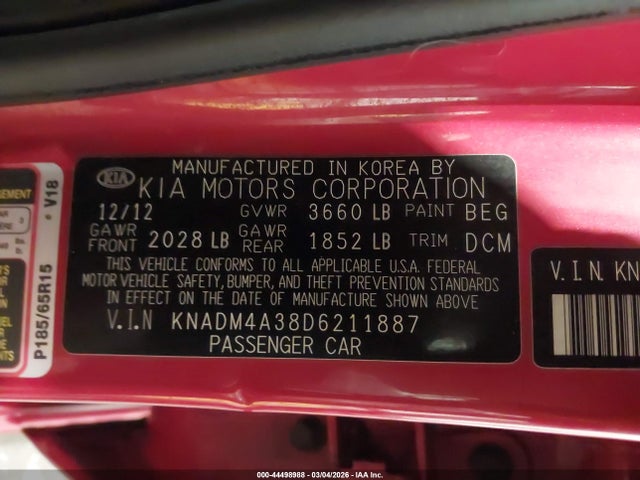 MANUFACTURED IN KOREA BY
KIA KIA MOTORS CORPORATION
12/12 GVWR 3660 LB PAINT BEG
GAWR FRONT 2028 LB GAWR REAR 1852 LB TRIM DCM
THIS VEHICLE CONFORMS TO ALL APPLICABLE U.S.A. FEDERAL
MOTOR VEHICLE SAFETY, BUMPER, AND THEFT PREVENTION STANDARDS
IN EFFECT ON THE DATE OF MANUFACTURE SHOWN ABOVE.
V.I.N KNADM4A38D6211887
PASSENGER CAR
V18
P185/65R15
V.I.N. KN
000-44498988 - 03/04/2026 - IAA Inc.